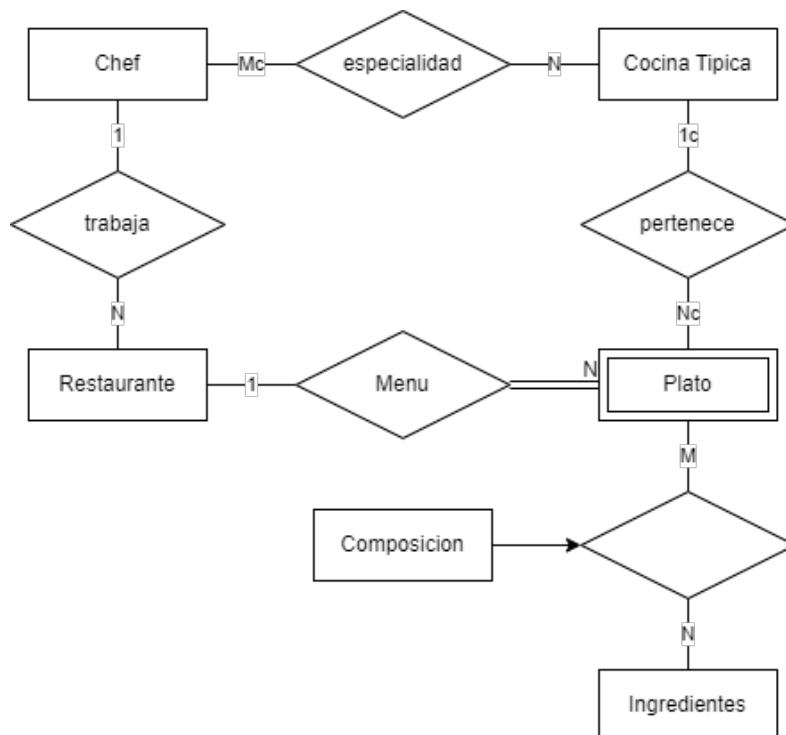 Chef
Mc
especialidad
N
Cocina Tipica
1
1c
trabaja
pertenece
N
Nc
Restaurante
1
Menu
N
Plato
M
Composicion
N
Ingredientes